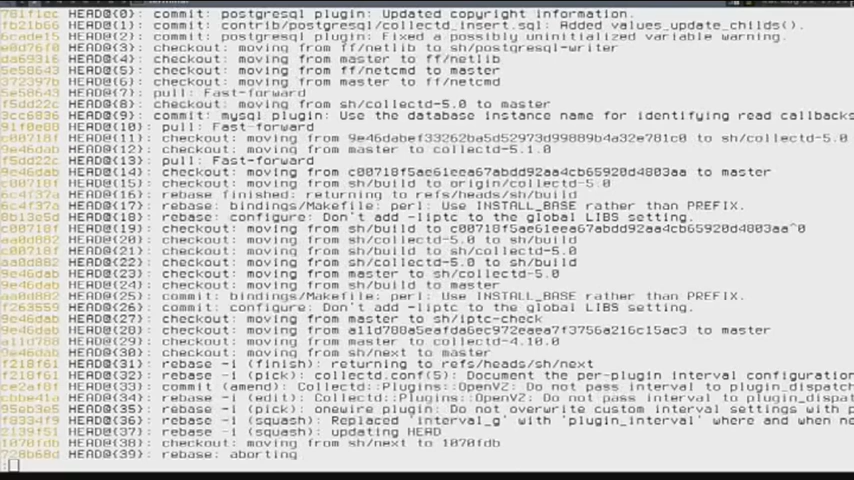 701f1ec HEAD@{0}: commit: postgresql plugin: Updated copyright information.
fb21b66 HEAD@{1}: commit: contrib/postgresql/collectd_insert.sql: Added values_update_childs().
6cade15 HEAD@{2}: commit: postgresql plugin: Fixed a possibly uninitialized variable warning.
e0d76f0 HEAD@{3}: checkout: moving from ff/netlib to sh/postgresql-writer
da69316 HEAD@{4}: checkout: moving from master to ff/netlib
5e58643 HEAD@{5}: checkout: moving from ff/netcmd to master
372397b HEAD@{6}: checkout: moving from master to ff/netcmd
5e58643 HEAD@{7}: pull: Fast-forward
f5dd22c HEAD@{8}: checkout: moving from sh/collectd-5.0 to master
3cc6836 HEAD@{9}: commit: mysql plugin: Use the database instance name for identifying read callbacks
91f0e88 HEAD@{10}: pull: Fast-forward
c00718f HEAD@{11}: checkout: moving from 9e46dabef33262ba5d52973d99889b4a32e781c0 to sh/collectd-5.0
9e46dab HEAD@{12}: checkout: moving from master to collectd-5.1.0
f5dd22c HEAD@{13}: pull: Fast-forward
9e46dab HEAD@{14}: checkout: moving from c00718f5ae61eea67abdd92aa4cb65920d4803aa to master
c00718f HEAD@{15}: checkout: moving from sh/build to origin/collectd-5.0
6c4f37a HEAD@{16}: rebase finished: returning to refs/heads/sh/build
6c4f37a HEAD@{17}: rebase: bindings/Makefile: perl: Use INSTALL_BASE rather than PREFIX.
8b13e5d HEAD@{18}: rebase: configure: Don't add -liptc to the global LIBS setting.
c00718f HEAD@{19}: checkout: moving from sh/build to c00718f5ae61eea67abdd92aa4cb65920d4803aa^0
aa0d882 HEAD@{20}: checkout: moving from sh/collectd-5.0 to sh/build
c00718f HEAD@{21}: checkout: moving from sh/build to sh/collectd-5.0
aa0d882 HEAD@{22}: checkout: moving from sh/collectd-5.0 to sh/build
9e46dab HEAD@{23}: checkout: moving from master to sh/collectd-5.0
9e46dab HEAD@{24}: checkout: moving from sh/build to master
aa0d882 HEAD@{25}: commit: bindings/Makefile: perl: Use INSTALL_BASE rather than PREFIX.
f263559 HEAD@{26}: commit: configure: Don't add -liptc to the global LIBS setting.
9e46dab HEAD@{27}: checkout: moving from master to sh/iptc-check
9e46dab HEAD@{28}: checkout: moving from a11d788a5eafda6ec972eaea7f3756a216c15ac3 to master
a11d788 HEAD@{29}: checkout: moving from master to collectd-4.10.0
9e46dab HEAD@{30}: checkout: moving from sh/next to master
f218f61 HEAD@{31}: rebase -i (finish): returning to refs/heads/sh/next
f218f61 HEAD@{32}: rebase -i (pick): collectd.conf(5): Document the per-plugin interval configuration
ce2af8f HEAD@{33}: commit (amend): Collectd::Plugins::OpenVZ: Do not pass interval to plugin_dispatch
cbbe41a HEAD@{34}: rebase -i (edit): Collectd::Plugins::OpenVZ: Do not pass interval to plugin_dispat
95eb3e5 HEAD@{35}: rebase -i (pick): onewire plugin: Do not overwrite custom interval settings with p
f8334f9 HEAD@{36}: rebase -i (squash): Replaced 'interval_g' with 'plugin_interval' where and when ne
2139f51 HEAD@{37}: rebase -i (squash): updating HEAD
1070fdb HEAD@{38}: checkout: moving from sh/next to 1070fdb
728b68d HEAD@{39}: rebase: aborting
: